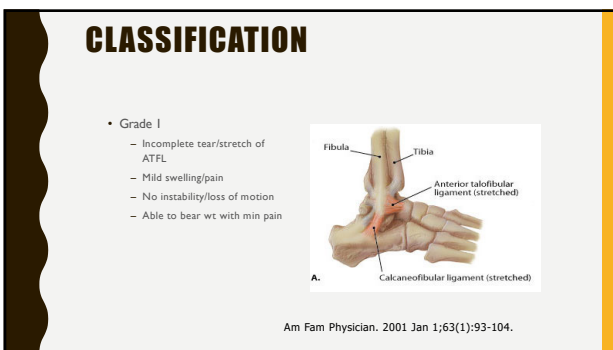 CLASSIFICATION
• Grade I
– Incomplete tear/stretch of
ATFL
– Mild swelling/pain
– No instability/loss of motion
– Able to bear wt with min pain
Fibula
Tibia
Anterior talofibular
ligament (stretched)
Calcaneofibular ligament (stretched)
A.
Am Fam Physician. 2001 Jan 1;63(1):93-104.